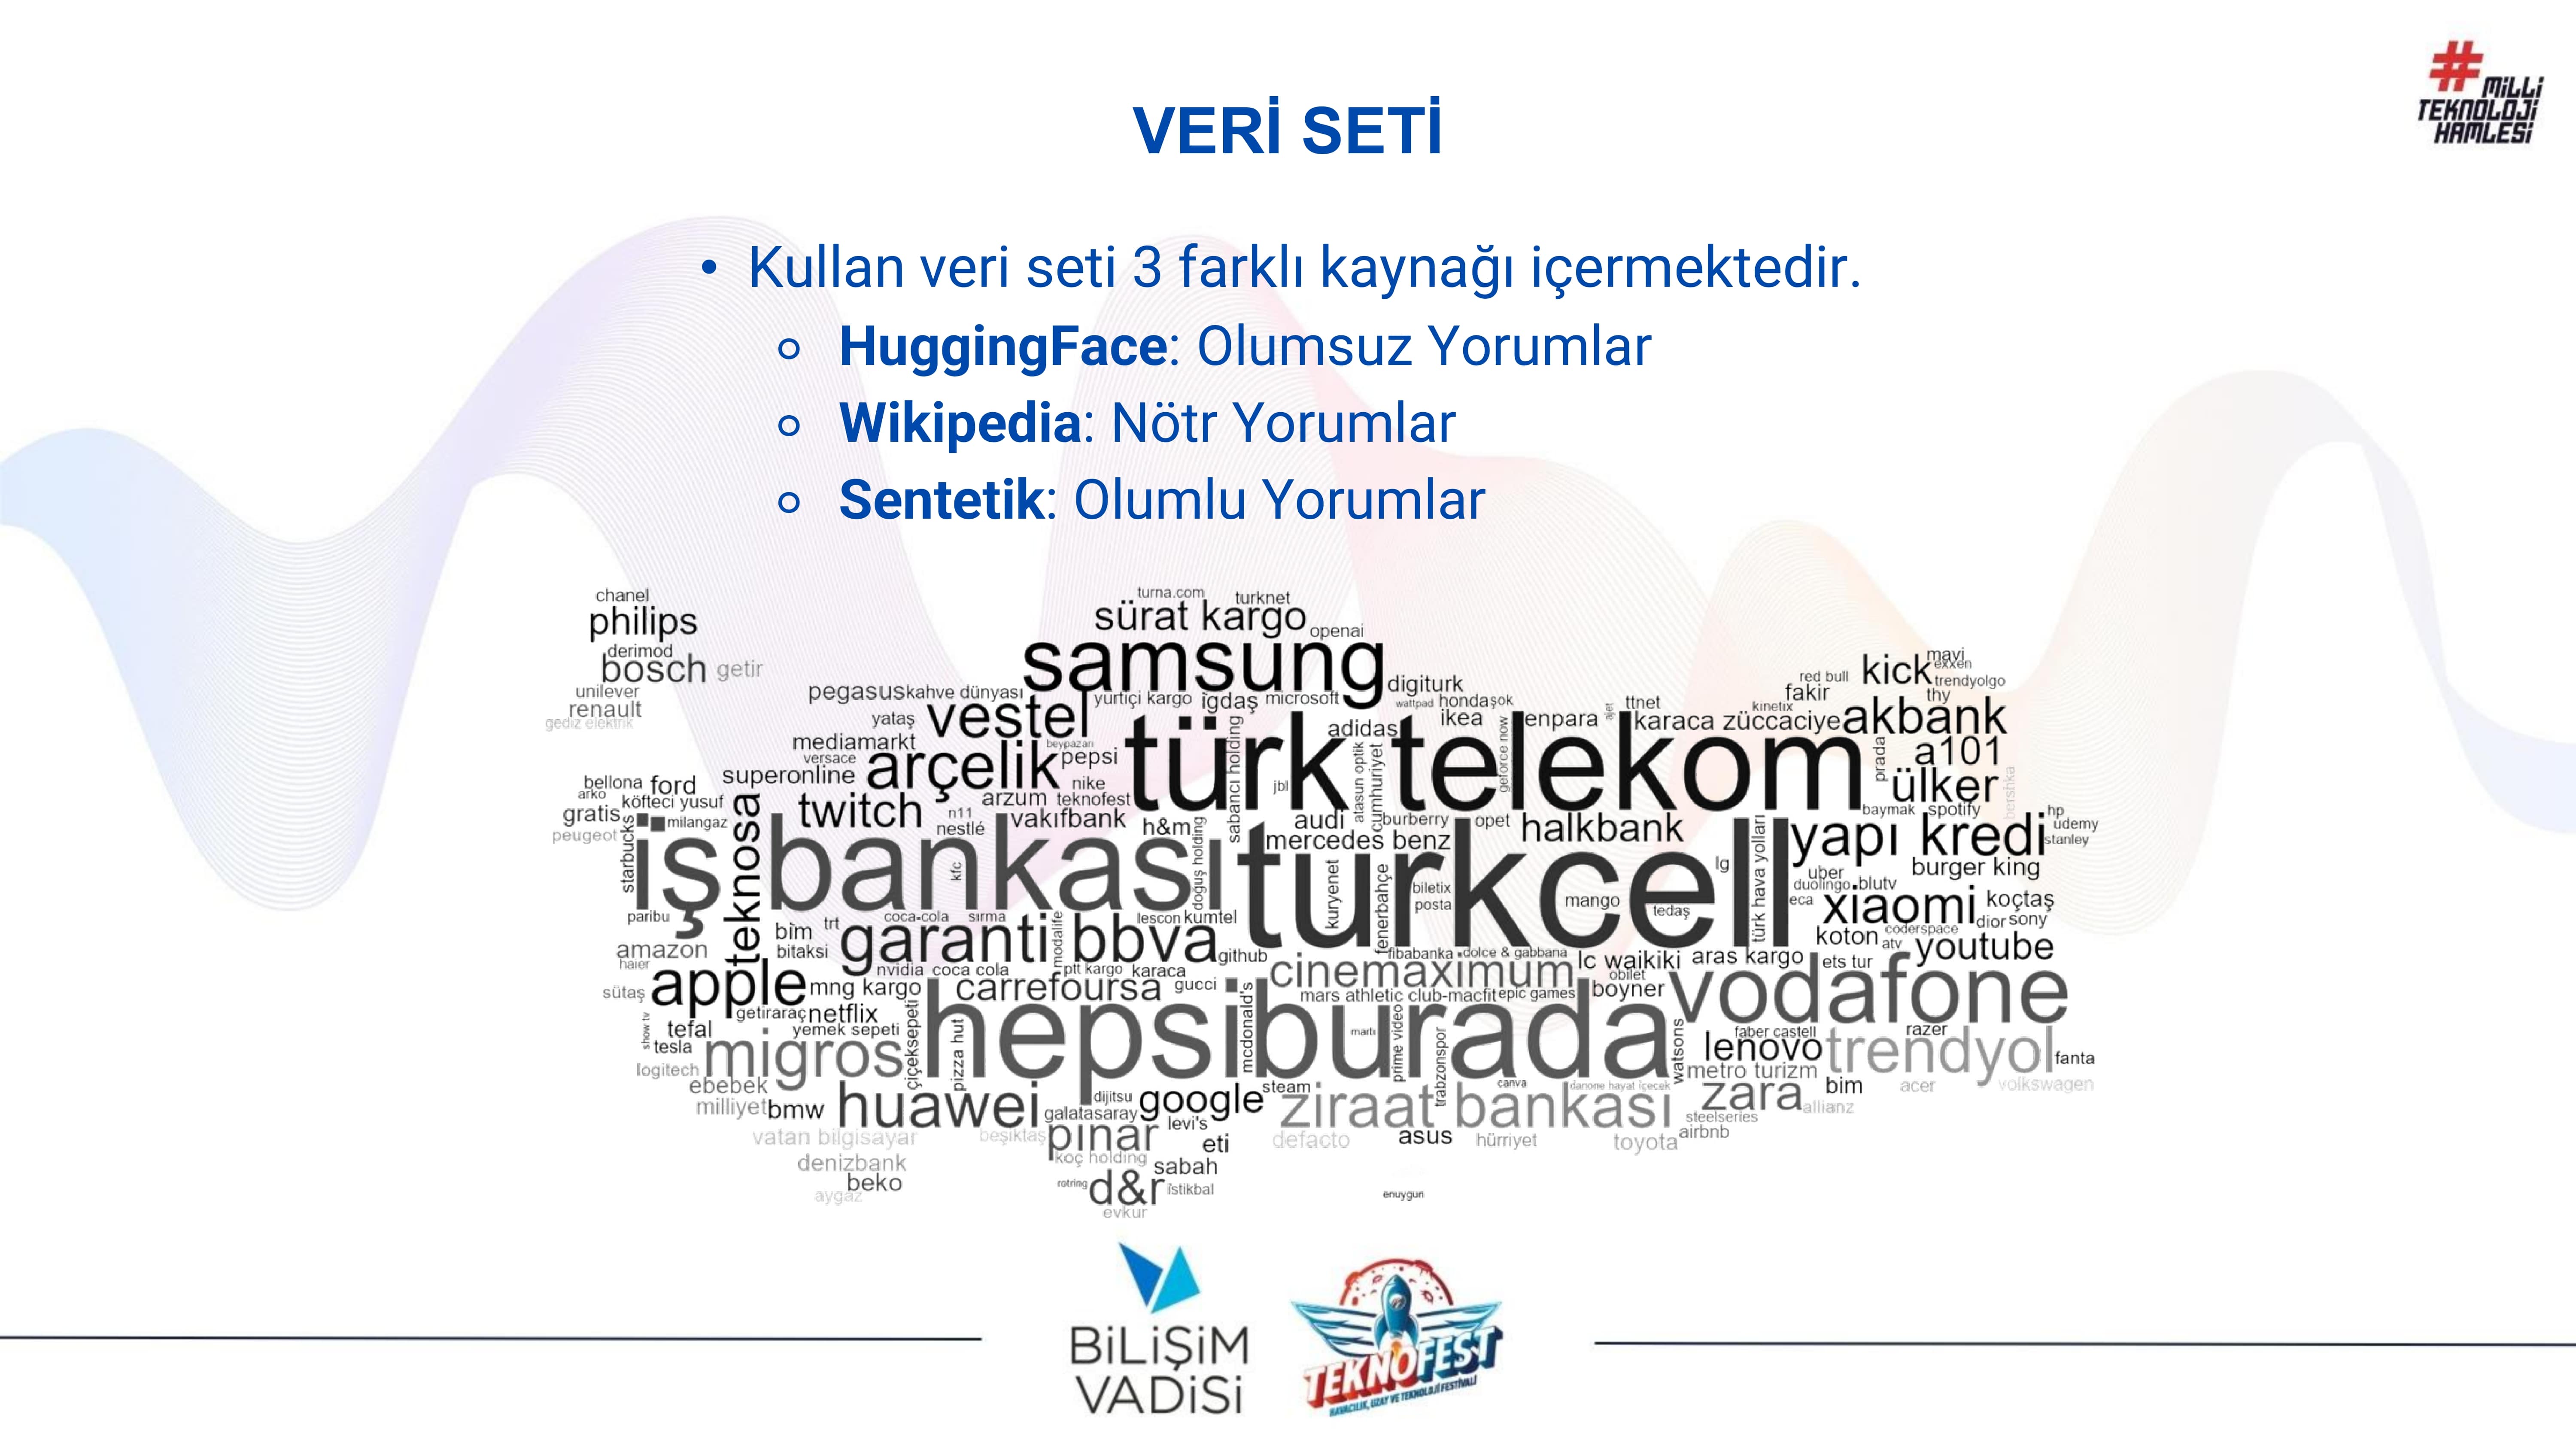 #MİLLİ
TEKNOLOJİ
HAMLESİ
VERİ SETİ
• Kullan veri seti 3 farklı kaynağı içermektedir.
HuggingFace: Olumsuz Yorumlar
Wikipedia: Nötr Yorumlar
Sentetik: Olumlu Yorumlar
chanel
philips
derimod
bosch getir
unilever
renault
gediz elektrik
turna.com turknet
sürat kargo openai
samsung
digiturk
pegasus kahve dünyası
yurtiçi kargo igdaş microsoft
wattpad honda şok
yataş vestel
adidas ikea
geforce now
enpara
ajet
ttnet
kinetix
karaca züccaciye
red bull
fakir
kick
mavi
exxen
trendyolgo
thy
akbank
mediamarkt
versace
beypazarı
superonline arçelik pepsi
nike
sabancı holding
türk telekom
jbl
atasun optik
cumhuriyet
prada
a101
ülker
bershka
bellona ford
arko
köfteci yusuf
gratis
milangaz
peugeot
starbucks
teknosa
twitch
n11
nestlé
arzum teknofest
vakıfbank h&m
audi burberry opet
mercedes benz
halkbank
baymak spotify
hp
udemy
stanley
yapı kredi
burger king
iş bankası
kfc
doğuş holding
turkcell
kuryenet
fenerbahçe
biletix
posta
mango
tedaş
lg
türk hava yolları
uber
duolingo blutv
eca
xiaomi koçtaş
dior sony
coderspace
koton atv youtube
paribu
amazon
haier
bim trt
bitaksi
coca-cola sırma
garanti bbva
modalife
lescon kumtel
github
nvidia coca cola
ptt kargo karaca
fibabanka dolce & gabbana
lc waikiki aras kargo ets tur
cinemaximum
obilet
sütaş apple mng kargo carrefoursa gucci
mars athletic club-macfit epic games boyner
vodafone
getiraraç netflix
show tv
tefal
tesla
yemek sepeti
migros
çiçeksepeti
pizza hut
hepsiburada
mcdonald's
martı
prime video
trabzonspor
watsons
faber castell
razer
lenovo trendyol fanta
metro turizm
logitech
ebebek
milliyet bmw huawei
dijitsu
galatasaray google steam
levi's
canva
danone hayat içecek
ziraat bankası
zara bim acer volkswagen
allianz
steelseries
airbnb
vatan bilgisayar
beşiktaş pınar
eti
defacto
asus
hürriyet
toyota
denizbank
koç holding
sabah
beko
aygaz
rotring d&r istikbal
evkur
enuygun
BİLİŞİM
VADİSİ
TEKNOFEST
HAVACILIK, UZAY VE TEKNOLOJİ FESTİVALİ